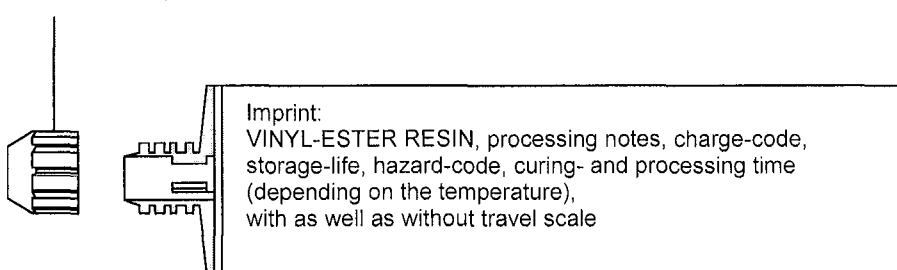 Imprint:
VINYL-ESTER RESIN, processing notes, charge-code,
storage-life, hazard-code, curing- and processing time
(depending on the temperature),
with as well as without travel scale